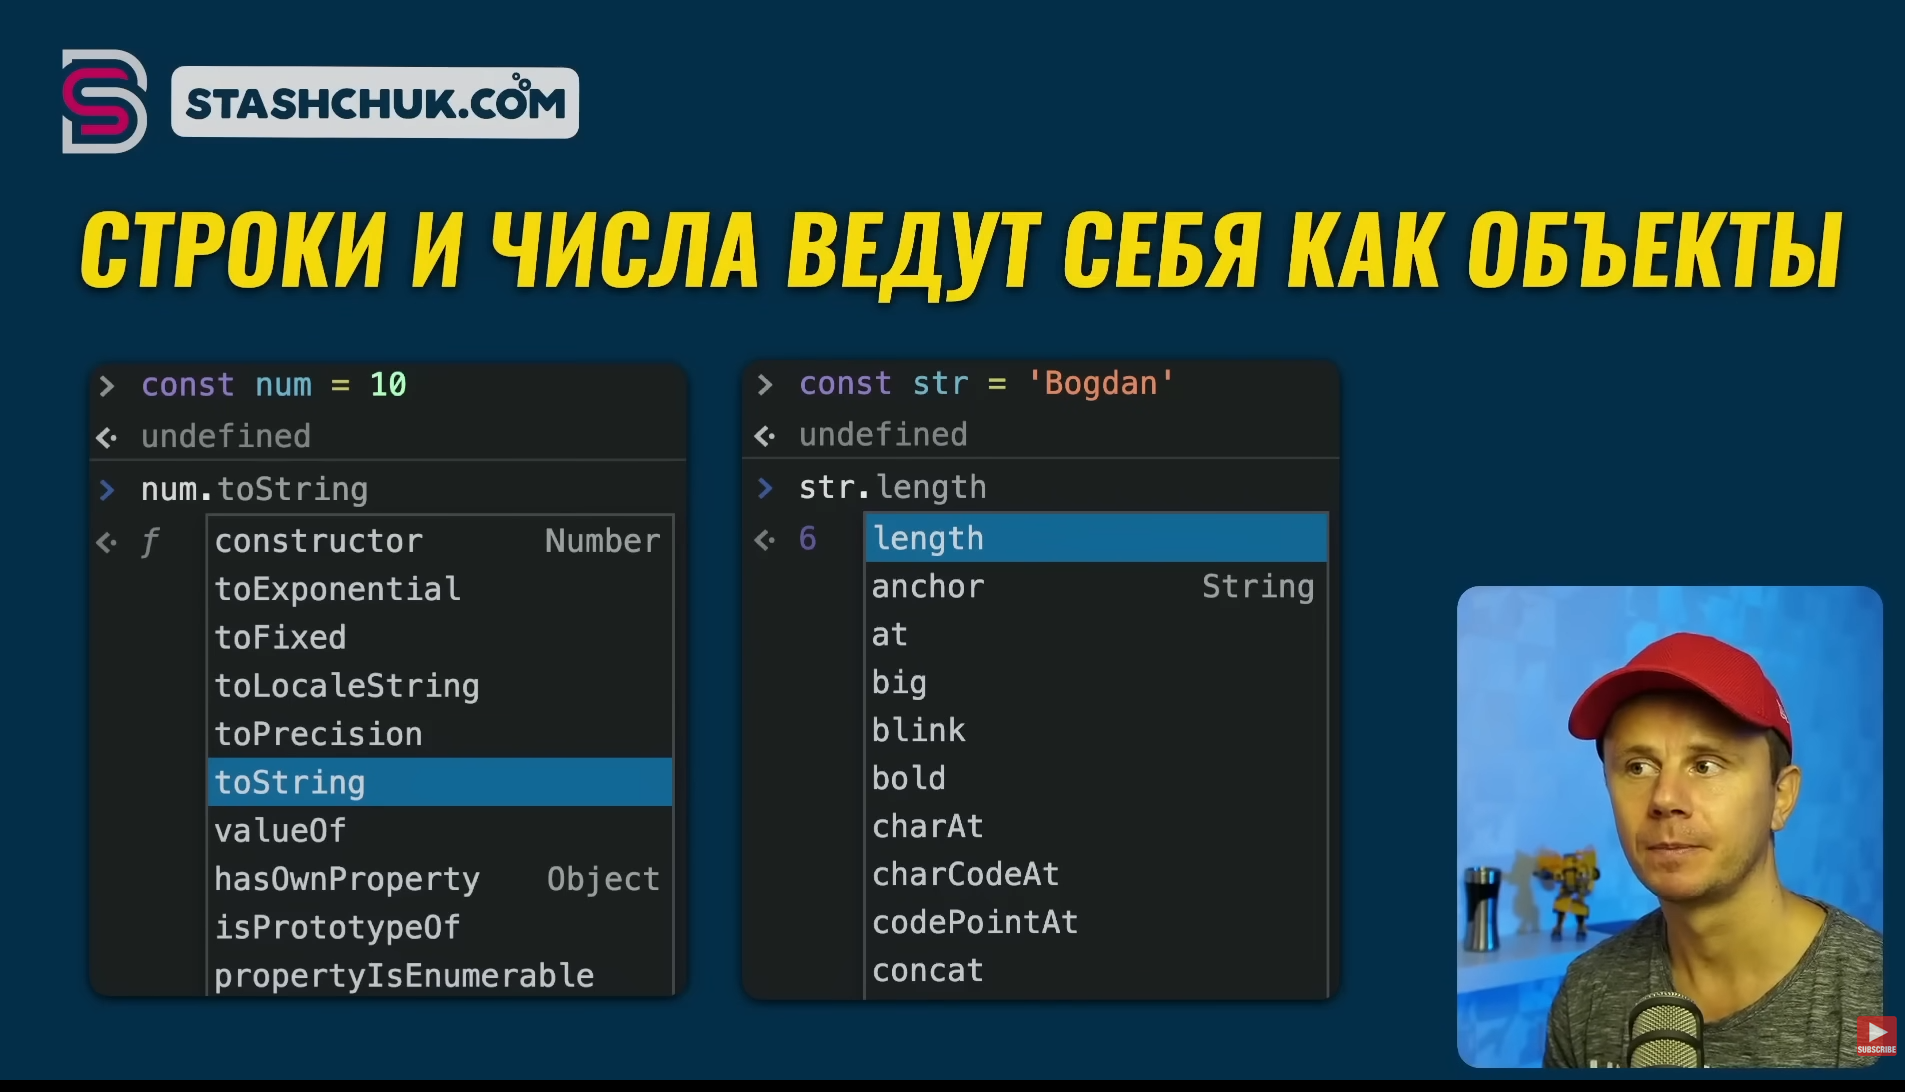 STASHCHUK.COM
СТРОКИ И ЧИСЛА ВЕДУТ СЕБЯ КАК ОБЪЕКТЫ
> const num = 10
undefined
> num.toString
f
constructor Number
toExponential
toFixed
toLocaleString
toPrecision
toString
valueOf
hasOwnProperty Object
isPrototypeOf
propertyIsEnumerable
> const str = 'Bogdan'
undefined
> str.length
6
length
anchor String
at
big
blink
bold
charAt
charCodeAt
codePointAt
concat
SUBSCRIBE